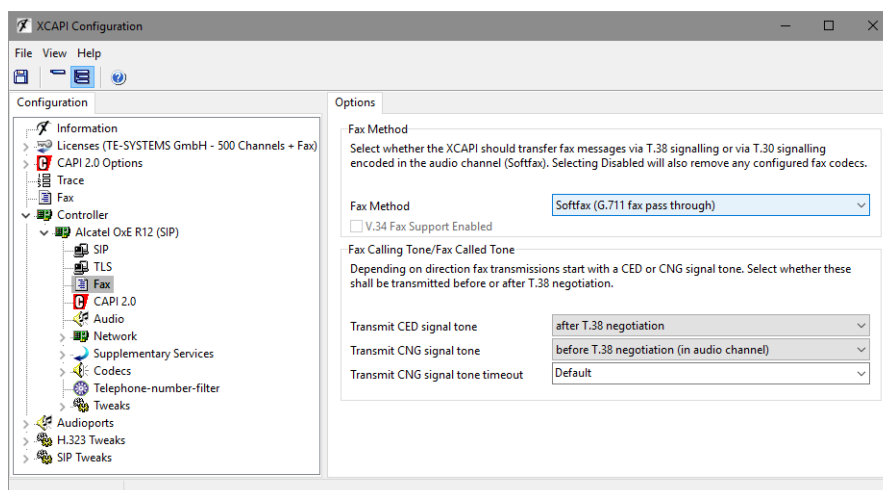 XCAPI Configuration
File View Help
Configuration
Information
Licenses (TE-SYSTEMS GmbH - 500 Channels + Fax)
CAPI 2.0 Options
Trace
Fax
Controller
Alcatel OxE R12 (SIP)
SIP
TLS
Fax
CAPI 2.0
Audio
Network
Supplementary Services
Codecs
Telephone-number-filter
Tweaks
Audioports
H.323 Tweaks
SIP Tweaks
Options
Fax Method
Select whether the XCAPI should transfer fax messages via T.38 signalling or via T.30 signalling
encoded in the audio channel (Softfax). Selecting Disabled will also remove any configured fax codecs.
Fax Method Softfax (G.711 fax pass through)
V.34 Fax Support Enabled
Fax Calling Tone/Fax Called Tone
Depending on direction fax transmissions start with a CED or CNG signal tone. Select whether these
shall be transmitted before or after T.38 negotiation.
Transmit CED signal tone after T.38 negotiation
Transmit CNG signal tone before T.38 negotiation (in audio channel)
Transmit CNG signal tone timeout Default